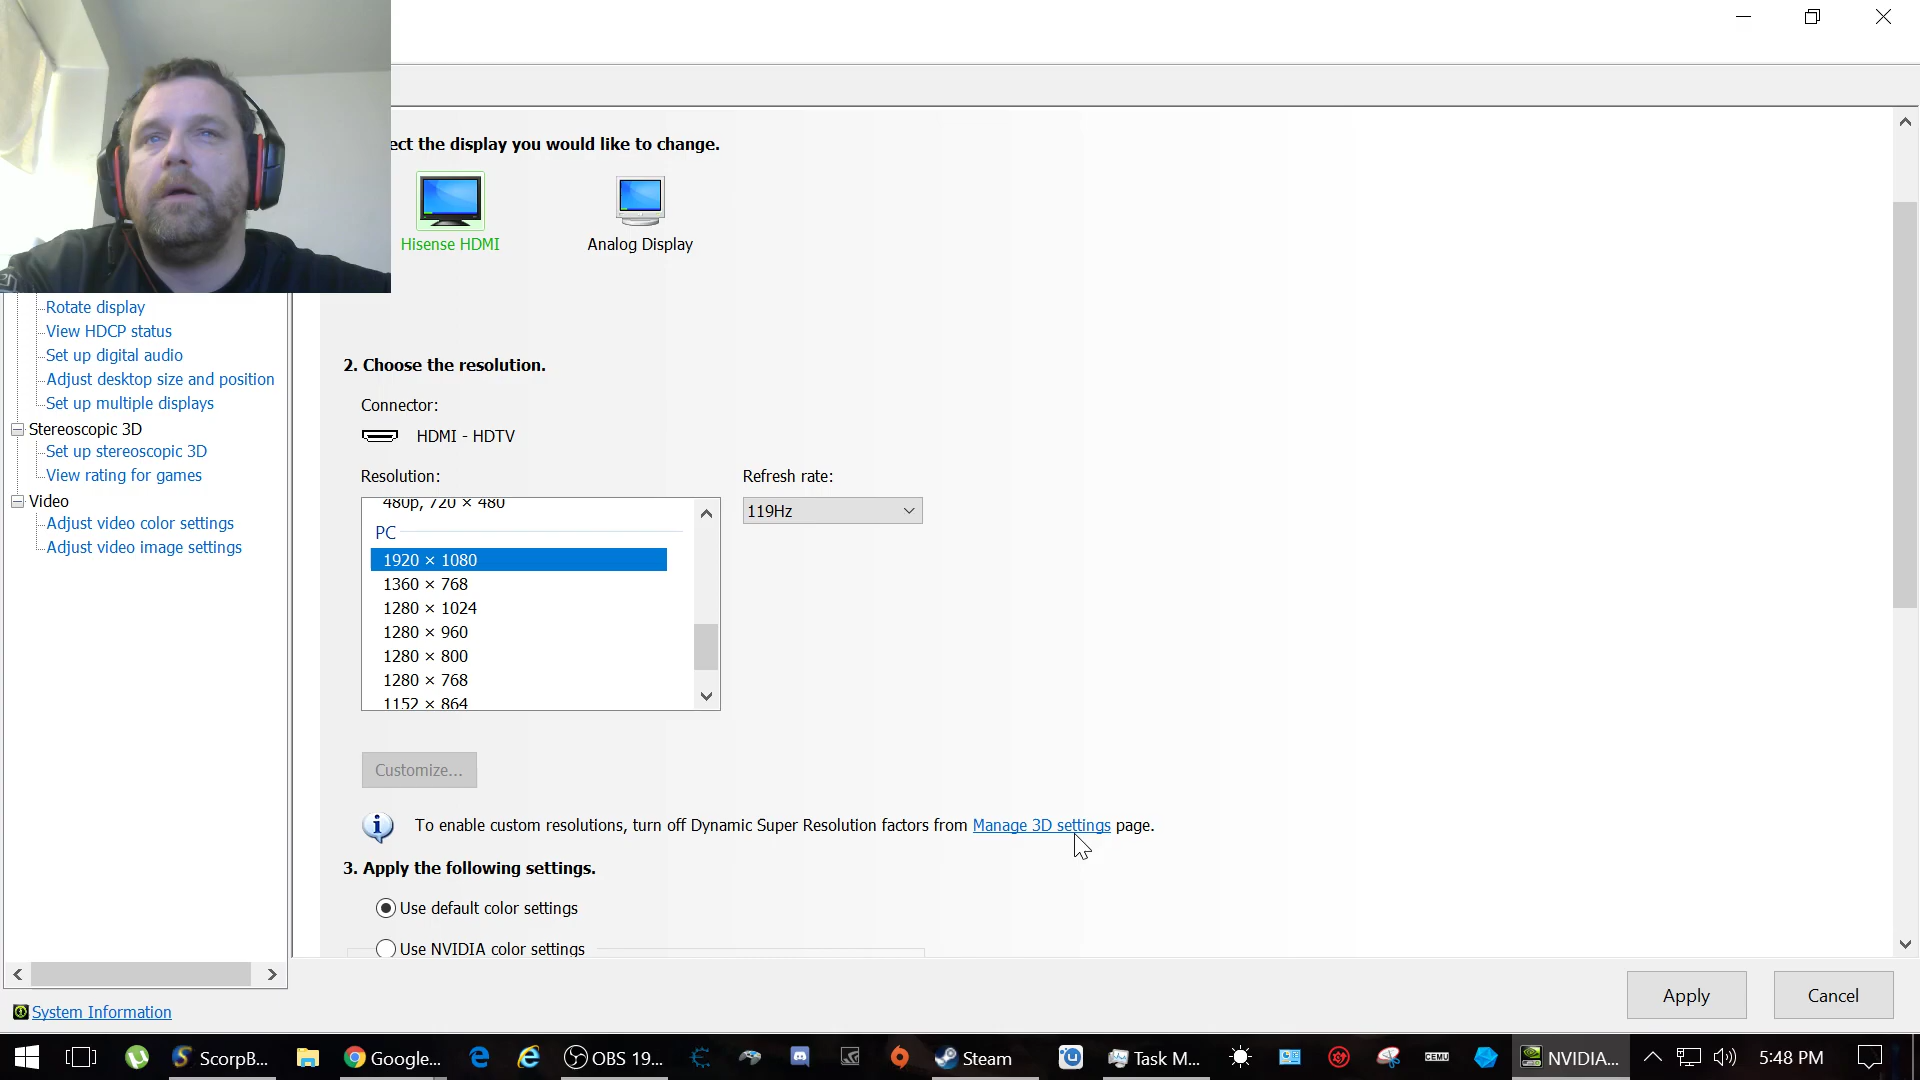 ect the display you would like to change.
Hisense HDMI
Analog Display
Rotate display
View HDCP status
Set up digital audio
Adjust desktop size and position
Set up multiple displays
Stereoscopic 3D
Set up stereoscopic 3D
View rating for games
Video
Adjust video color settings
Adjust video image settings
System Information
2. Choose the resolution.
Connector:
HDMI - HDTV
Resolution:
Refresh rate:
480p, 720 × 480
119Hz
PC
1920 × 1080
1360 × 768
1280 × 1024
1280 × 960
1280 × 800
1280 × 768
1152 × 864
Customize...
To enable custom resolutions, turn off Dynamic Super Resolution factors from Manage 3D settings page.
3. Apply the following settings.
Use default color settings
Use NVIDIA color settings
Apply
Cancel
ScorpB...
Google...
OBS 19...
Steam
Task M...
CEMU
NVIDIA...
5:48 PM